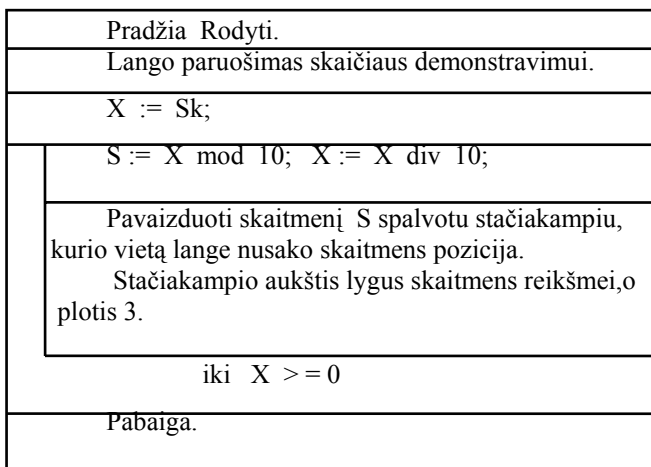 Pradžia Rodyti.
Lango paruošimas skaičiaus demonstravimui.
X := Sk;
S := X mod 10; X := X div 10;
Pavaizduoti skaitmenį S spalvotu stačiakampiu,
kurio vietą lange nusako skaitmens pozicija.
Stačiakampio aukštis lygus skaitmens reikšmei,o
plotis 3.
iki X > = 0
Pabaiga.